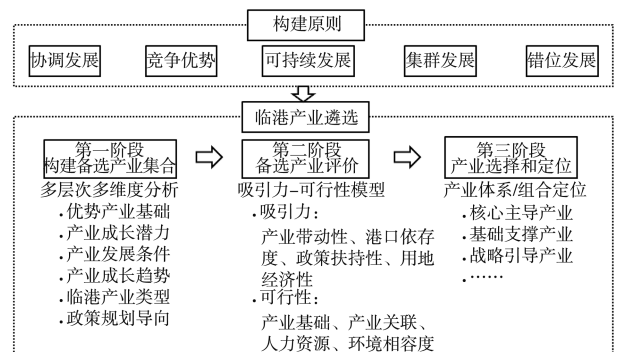 构建原则
协调发展
竞争优势
可持续发展
集群发展
错位发展
临港产业遴选
第一阶段
构建备选产业集合
多层次多维度分析
·优势产业基础
·产业成长潜力
·产业发展条件
·产业成长趋势
·临港产业类型
·政策规划导向
第二阶段
备选产业评价
吸引力-可行性模型
·吸引力：
产业带动性、港口依存
度、政策扶持性、用地
经济性
·可行性：
产业基础、产业关联、
人力资源、环境相容度
第三阶段
产业选择和定位
产业体系/组合定位
·核心主导产业
·基础支撑产业
·战略引导产业
·……